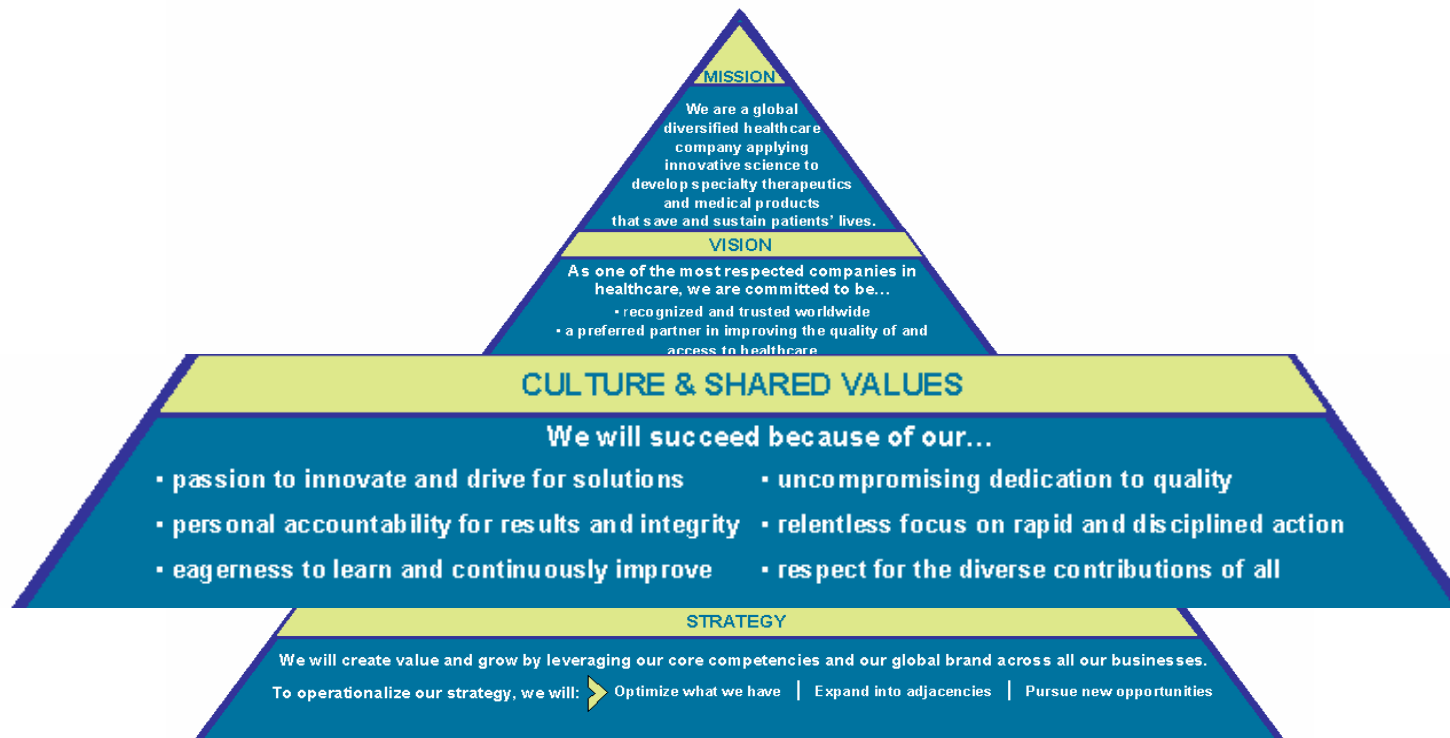 MISSION
We are a global
diversified healthcare
company applying
innovative science to
develop specialty therapeutics
and medical products
that save and sustain patients' lives.
VISION
As one of the most respected companies in
healthcare, we are committed to be...
• recognized and trusted worldwide
• a preferred partner in improving the quality of and
access to healthcare
CULTURE & SHARED VALUES
We will succeed because of our...
• passion to innovate and drive for solutions
• uncompromising dedication to quality
• personal accountability for results and integrity
• relentless focus on rapid and disciplined action
• eagerness to learn and continuously improve
• respect for the diverse contributions of all
STRATEGY
We will create value and grow by leveraging our core competencies and our global brand across all our businesses.
To operationalize our strategy, we will: Optimize what we have | Expand into adjacencies | Pursue new opportunities